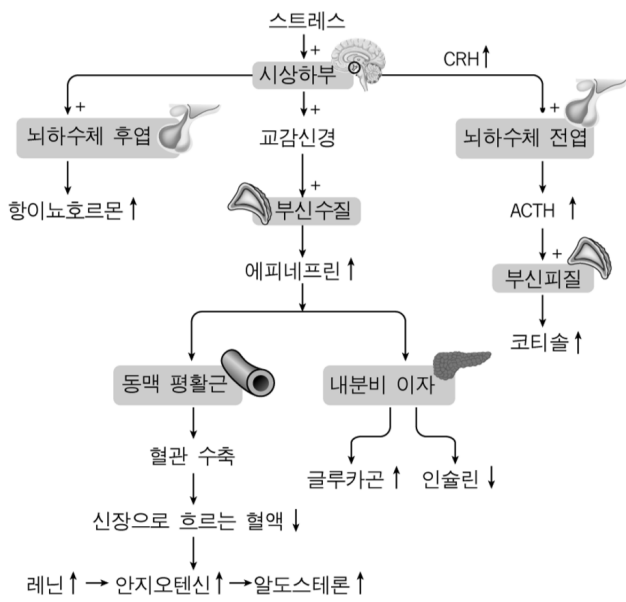 스트레스
+
시상하부
CRH↑
+ + +
뇌하수체 후엽
교감신경
뇌하수체 전엽
항이뇨호르몬↑
+
부신수질
ACTH ↑
+
에피네프린↑
부신피질
코티솔↑
동맥 평활근
내분비 이자
혈관 수축
글루카곤↑ 인슐린↓
신장으로 흐르는 혈액↓
레닌↑ → 안지오텐신↑ → 알도스테론↑